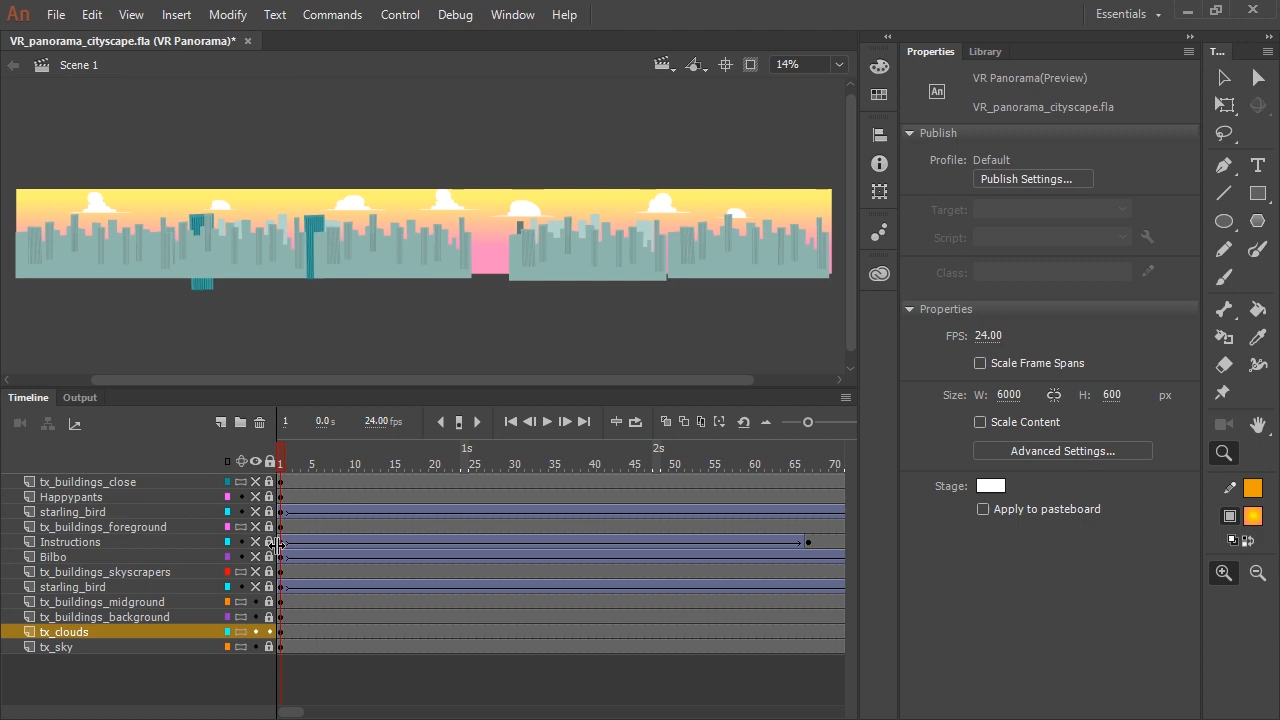 An File Edit View Insert Modify Text Commands Control Debug Window Help Essentials
VR_panorama_cityscape.fla (VR Panorama)* ×
Scene 1 14%
Properties Library T...
An VR Panorama(Preview)
VR_panorama_cityscape.fla
Publish
Profile: Default
Publish Settings...
Target:
Script:
Class:
Properties
FPS: 24.00
Scale Frame Spans
Size: W: 6000 H: 600 px
Scale Content
Advanced Settings...
Stage:
Apply to pasteboard
Timeline Output
1 0.0 s 24.00 fps
1s 2s
1 5 10 15 20 25 30 35 40 45 50 55 60 65 70
tx_buildings_close
Happypants
starling_bird
tx_buildings_foreground
Instructions
Bilbo
tx_buildings_skyscrapers
starling_bird
tx_buildings_midground
tx_buildings_background
tx_clouds
tx_sky